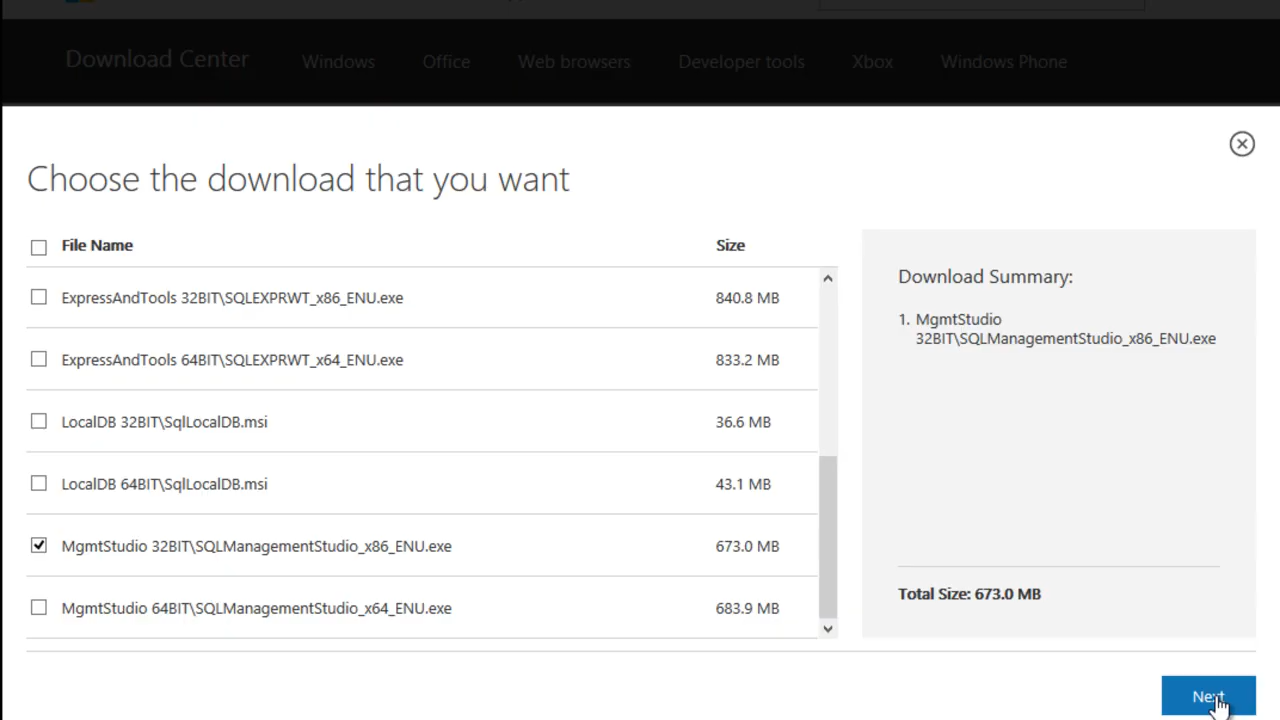 Download Center Windows Office Web browsers Developer tools Xbox Windows Phone
Choose the download that you want
File Name Size
ExpressAndTools 32BIT\SQLEXPRWT_x86_ENU.exe 840.8 MB
ExpressAndTools 64BIT\SQLEXPRWT_x64_ENU.exe 833.2 MB
LocalDB 32BIT\SqlLocalDB.msi 36.6 MB
LocalDB 64BIT\SqlLocalDB.msi 43.1 MB
MgmtStudio 32BIT\SQLManagementStudio_x86_ENU.exe 673.0 MB
MgmtStudio 64BIT\SQLManagementStudio_x64_ENU.exe 683.9 MB
Download Summary:
1. MgmtStudio
32BIT\SQLManagementStudio_x86_ENU.exe
Total Size: 673.0 MB
Next